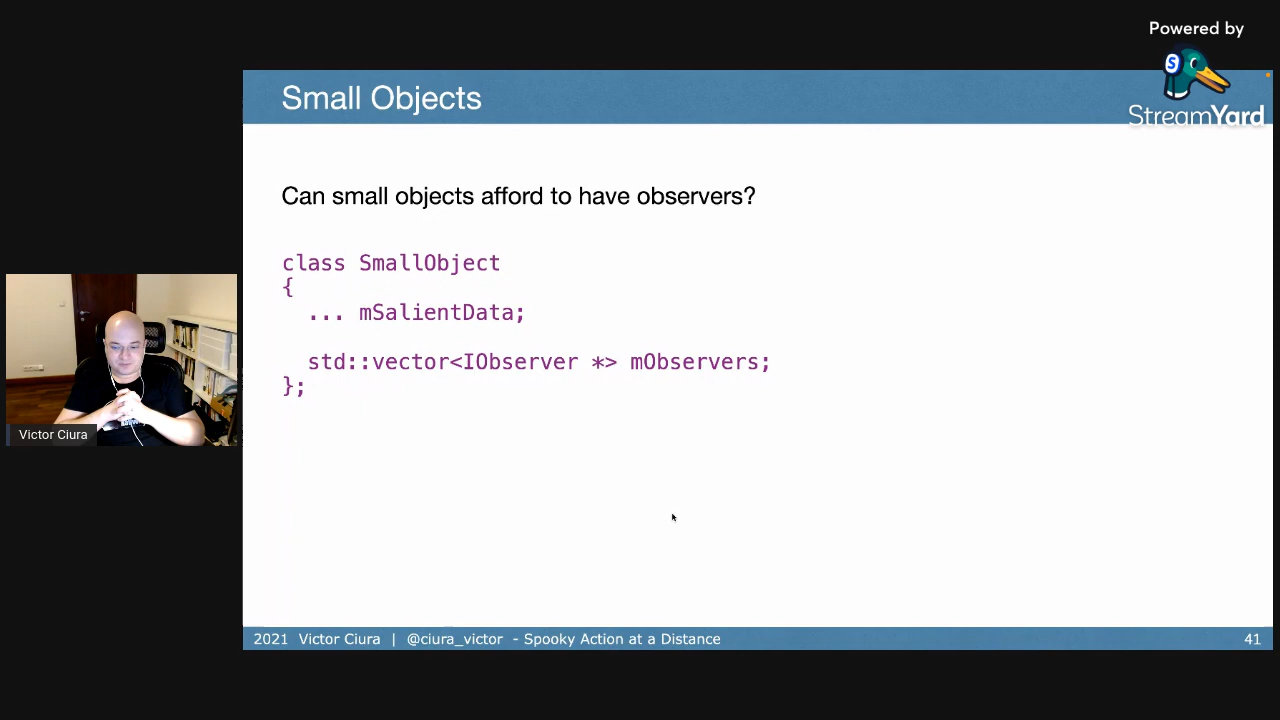 Powered by
StreamYard
Small Objects
Can small objects afford to have observers?
class SmallObject
{
... mSalientData;
std::vector<IObserver *> mObservers;
};
Victor Ciura
2021 Victor Ciura | @ciura_victor - Spooky Action at a Distance 41